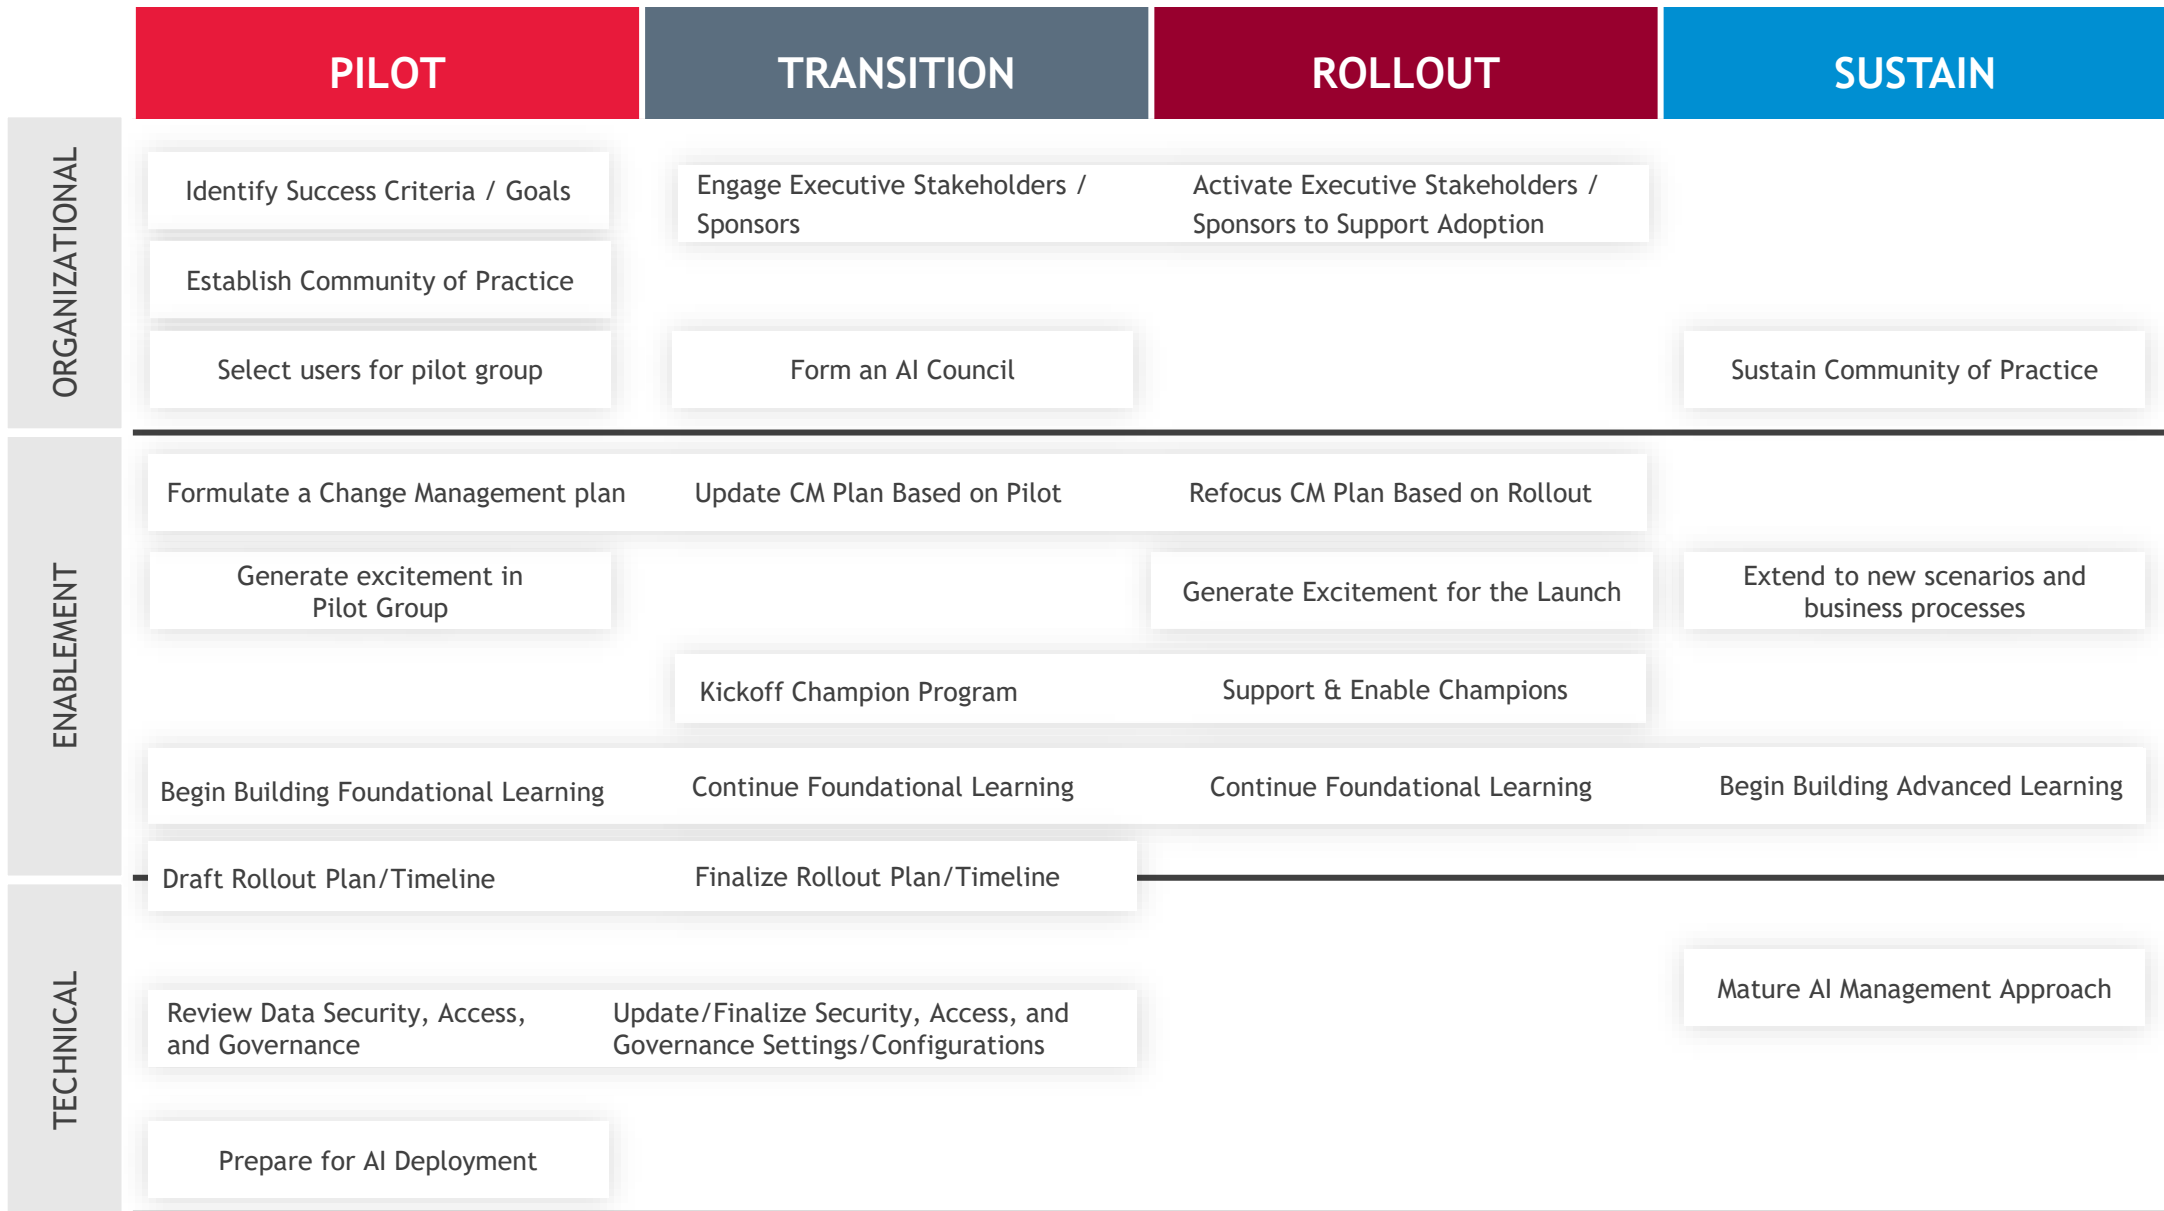 PILOT
TRANSITION
ROLLOUT
SUSTAIN
ORGANIZATIONAL
Identify Success Criteria / Goals
Engage Executive Stakeholders /
Sponsors
Activate Executive Stakeholders /
Sponsors to Support Adoption
Establish Community of Practice
Select users for pilot group
Form an AI Council
Sustain Community of Practice
ENABLEMENT
Formulate a Change Management plan
Update CM Plan Based on Pilot
Refocus CM Plan Based on Rollout
Generate excitement in
Pilot Group
Generate Excitement for the Launch
Extend to new scenarios and
business processes
Kickoff Champion Program
Support & Enable Champions
Begin Building Foundational Learning
Continue Foundational Learning
Continue Foundational Learning
Begin Building Advanced Learning
Draft Rollout Plan/Timeline
Finalize Rollout Plan/Timeline
TECHNICAL
Review Data Security, Access,
and Governance
Update/Finalize Security, Access, and
Governance Settings/Configurations
Mature AI Management Approach
Prepare for AI Deployment